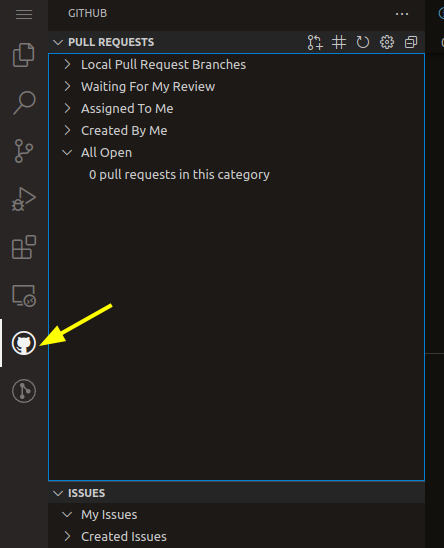 GITHUB
PULL REQUESTS
Local Pull Request Branches
Waiting For My Review
Assigned To Me
Created By Me
All Open
0 pull requests in this category
ISSUES
My Issues
Created Issues